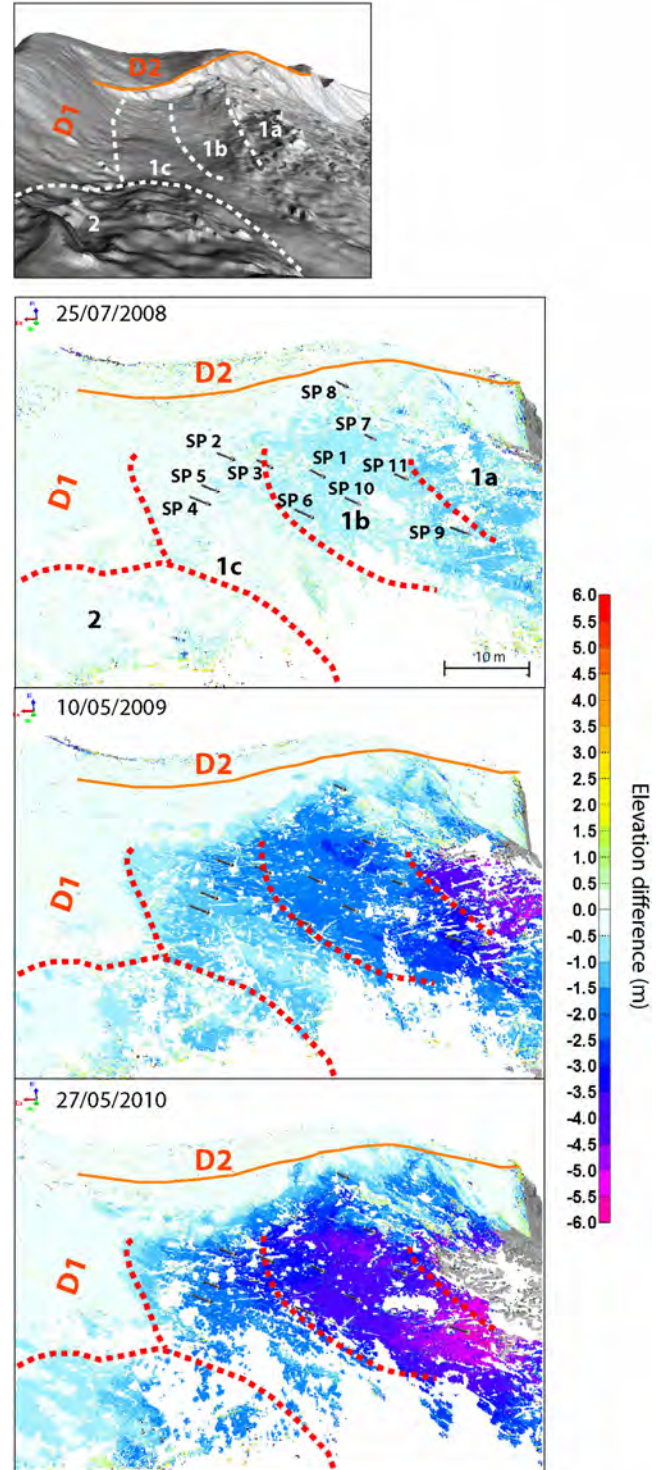 D2
D1
1a
1b
1c
2
25/07/2008
D2
SP 8
SP 7
SP 2
SP 3
SP 1
SP 11
SP 5
SP 10
SP 4
SP 6
1a
1b
SP 9
D1
1c
2
10 m
10/05/2009
D2
D1
27/05/2010
D2
D1
6.0
5.5
5.0
4.5
4.0
3.5
3.0
2.5
2.0
1.5
1.0
0.5
0.0
-0.5
-1.0
-1.5
-2.0
-2.5
-3.0
-3.5
-4.0
-4.5
-5.0
-5.5
-6.0
Elevation difference (m)